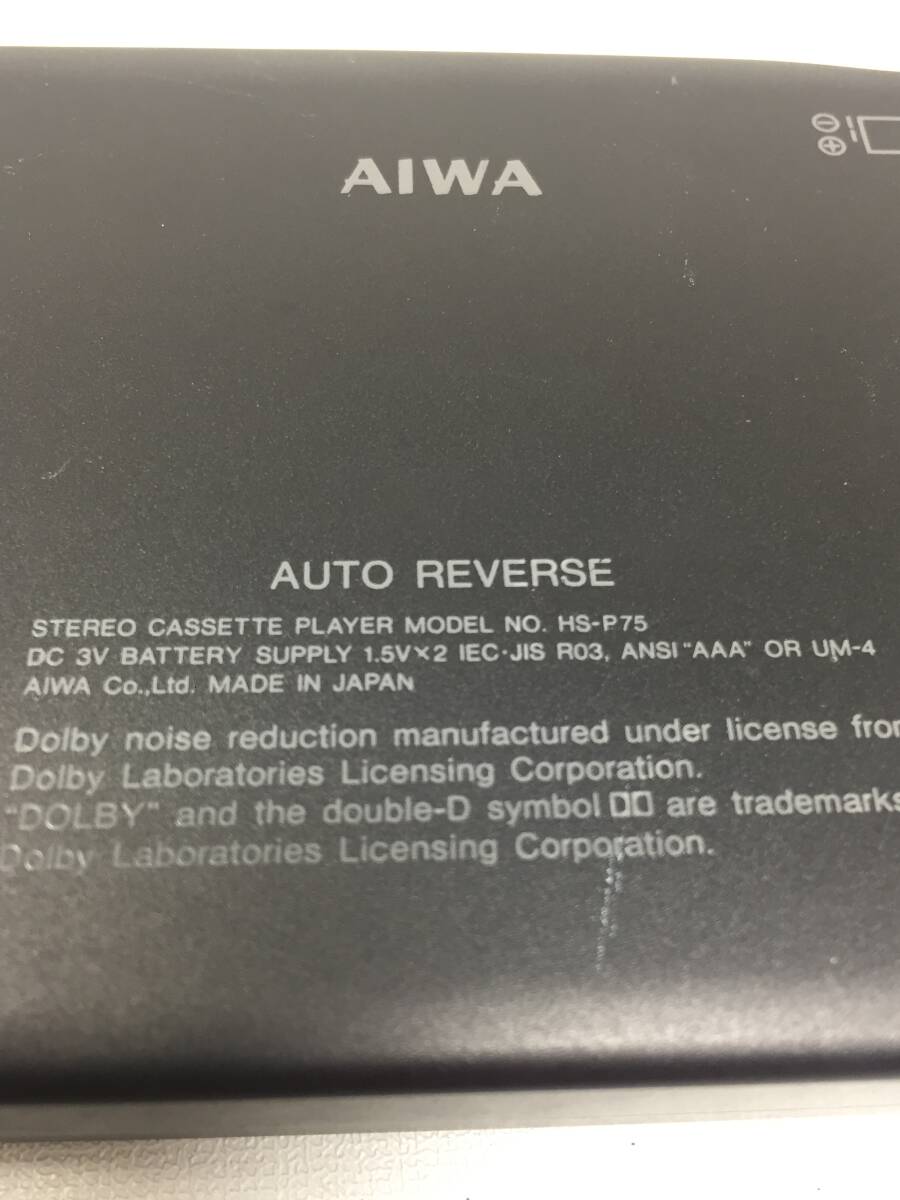 AIWA
AUTO REVERSE
STEREO CASSETTE PLAYER MODEL NO. HS-P75
DC 3V BATTERY SUPPLY 1.5V×2 IEC·JIS R03, ANSI "AAA" OR UM-4
AIWA Co.,Ltd. MADE IN JAPAN
Dolby noise reduction manufactured under license from
Dolby Laboratories Licensing Corporation.
"DOLBY" and the double-D symbol are trademarks
Dolby Laboratories Licensing Corporation.